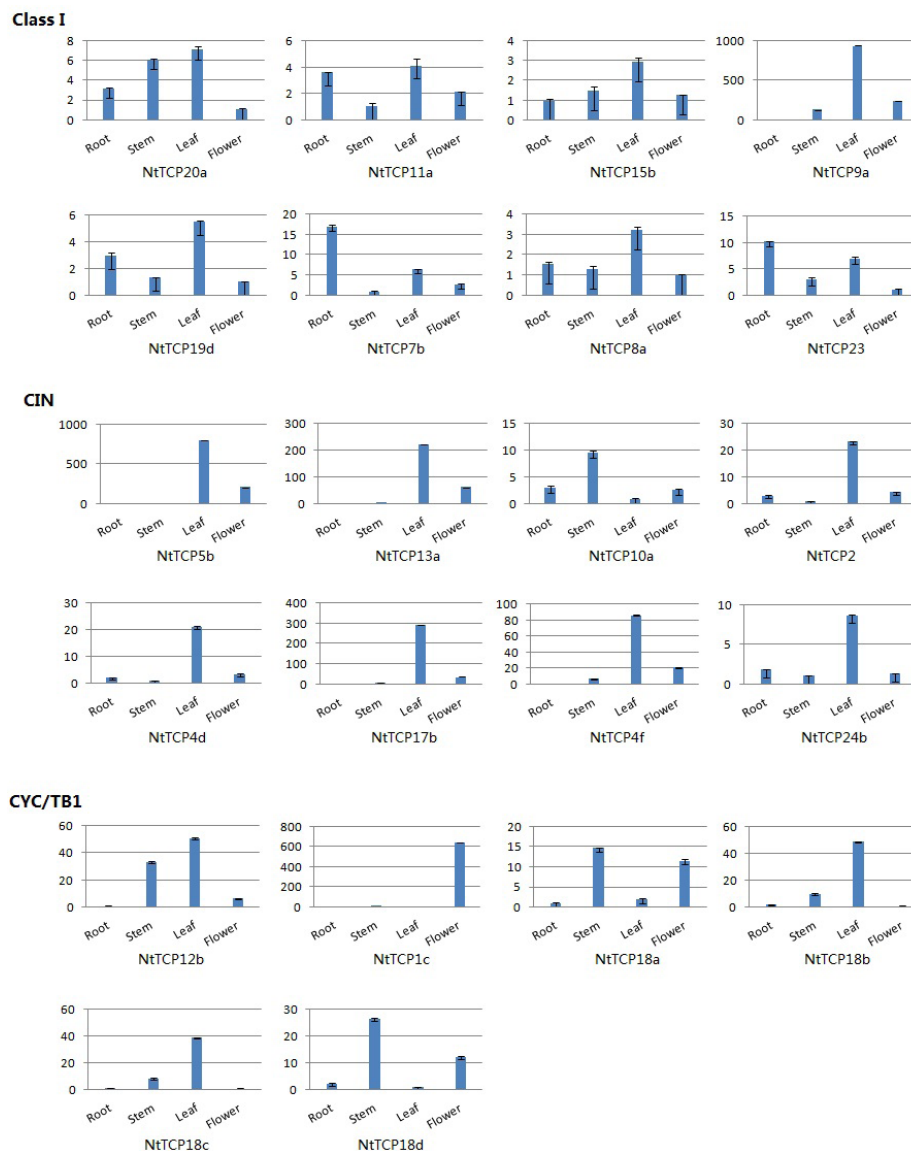 Class I
8
6
4
2
0
Root Stem Leaf Flower
NtTCP20a
6
4
2
0
Root Stem Leaf Flower
NtTCP11a
4
3
2
1
0
Root Stem Leaf Flower
NtTCP15b
1000
500
0
Root Stem Leaf Flower
NtTCP9a
6
4
2
0
Root Stem Leaf Flower
NtTCP19d
20
15
10
5
0
Root Stem Leaf Flower
NtTCP7b
4
3
2
1
0
Root Stem Leaf Flower
NtTCP8a
15
10
5
0
Root Stem Leaf Flower
NtTCP23
CIN
1000
500
0
Root Stem Leaf Flower
NtTCP5b
300
200
100
0
Root Stem Leaf Flower
NtTCP13a
15
10
5
0
Root Stem Leaf Flower
NtTCP10a
30
20
10
0
Root Stem Leaf Flower
NtTCP2
30
20
10
0
Root Stem Leaf Flower
NtTCP4d
400
300
200
100
0
Root Stem Leaf Flower
NtTCP17b
100
80
60
40
20
0
Root Stem Leaf Flower
NtTCP4f
10
5
0
Root Stem Leaf Flower
NtTCP24b
CYC/TB1
60
40
20
0
Root Stem Leaf Flower
NtTCP12b
800
600
400
200
0
Root Stem Leaf Flower
NtTCP1c
20
15
10
5
0
Root Stem Leaf Flower
NtTCP18a
60
40
20
0
Root Stem Leaf Flower
NtTCP18b
60
40
20
0
Root Stem Leaf Flower
NtTCP18c
30
20
10
0
Root Stem Leaf Flower
NtTCP18d